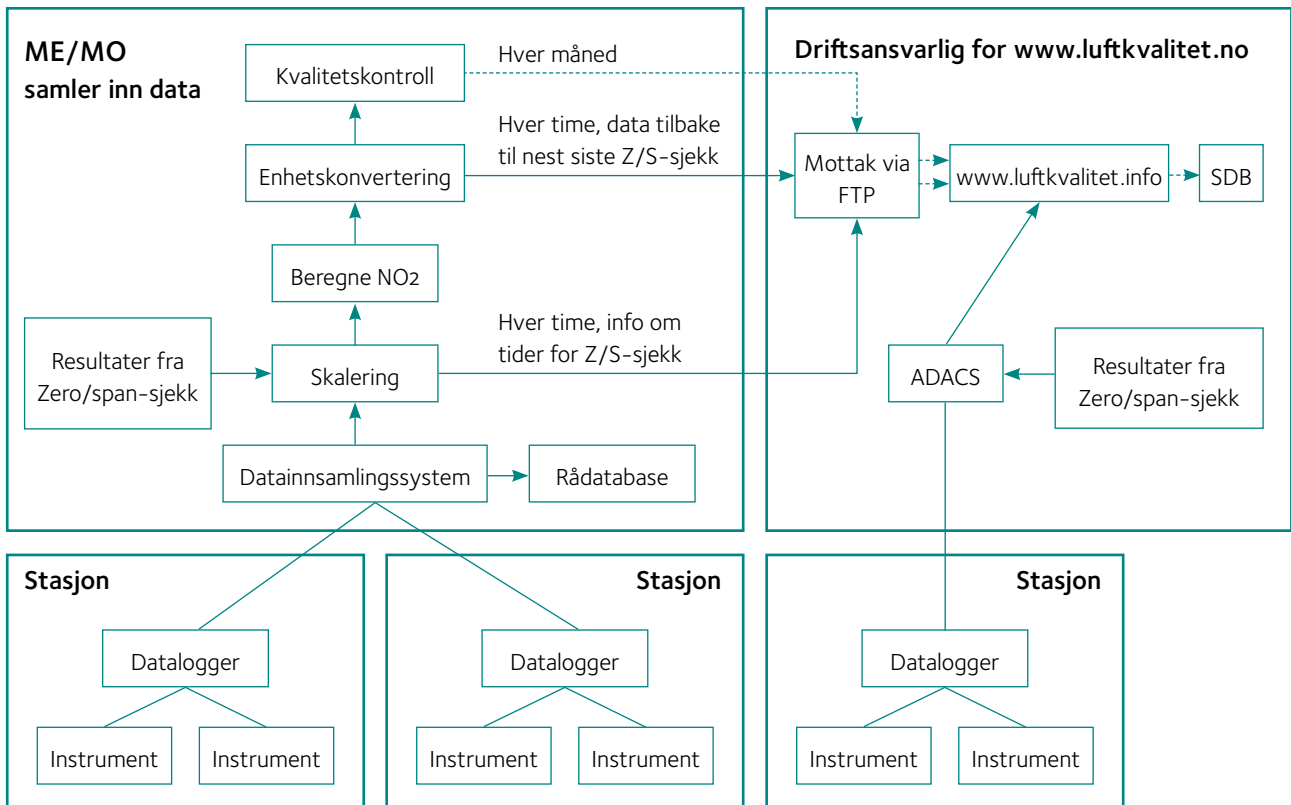 ME/MO
samler inn data
Kvalitetskontroll
Hver måned
Enhetskonvertering
Hver time, data tilbake
til nest siste Z/S-sjekk
Beregne NO2
Resultater fra
Zero/span-sjekk
Skalering
Hver time, info om
tider for Z/S-sjekk
Datainnsamlingssystem
Rådatabase
Driftsansvarlig for www.luftkvalitet.no
Mottak via
FTP
www.luftkvalitet.info
SDB
ADACS
Resultater fra
Zero/span-sjekk
Stasjon
Datalogger
Instrument
Instrument
Stasjon
Datalogger
Instrument
Instrument
Stasjon
Datalogger
Instrument
Instrument